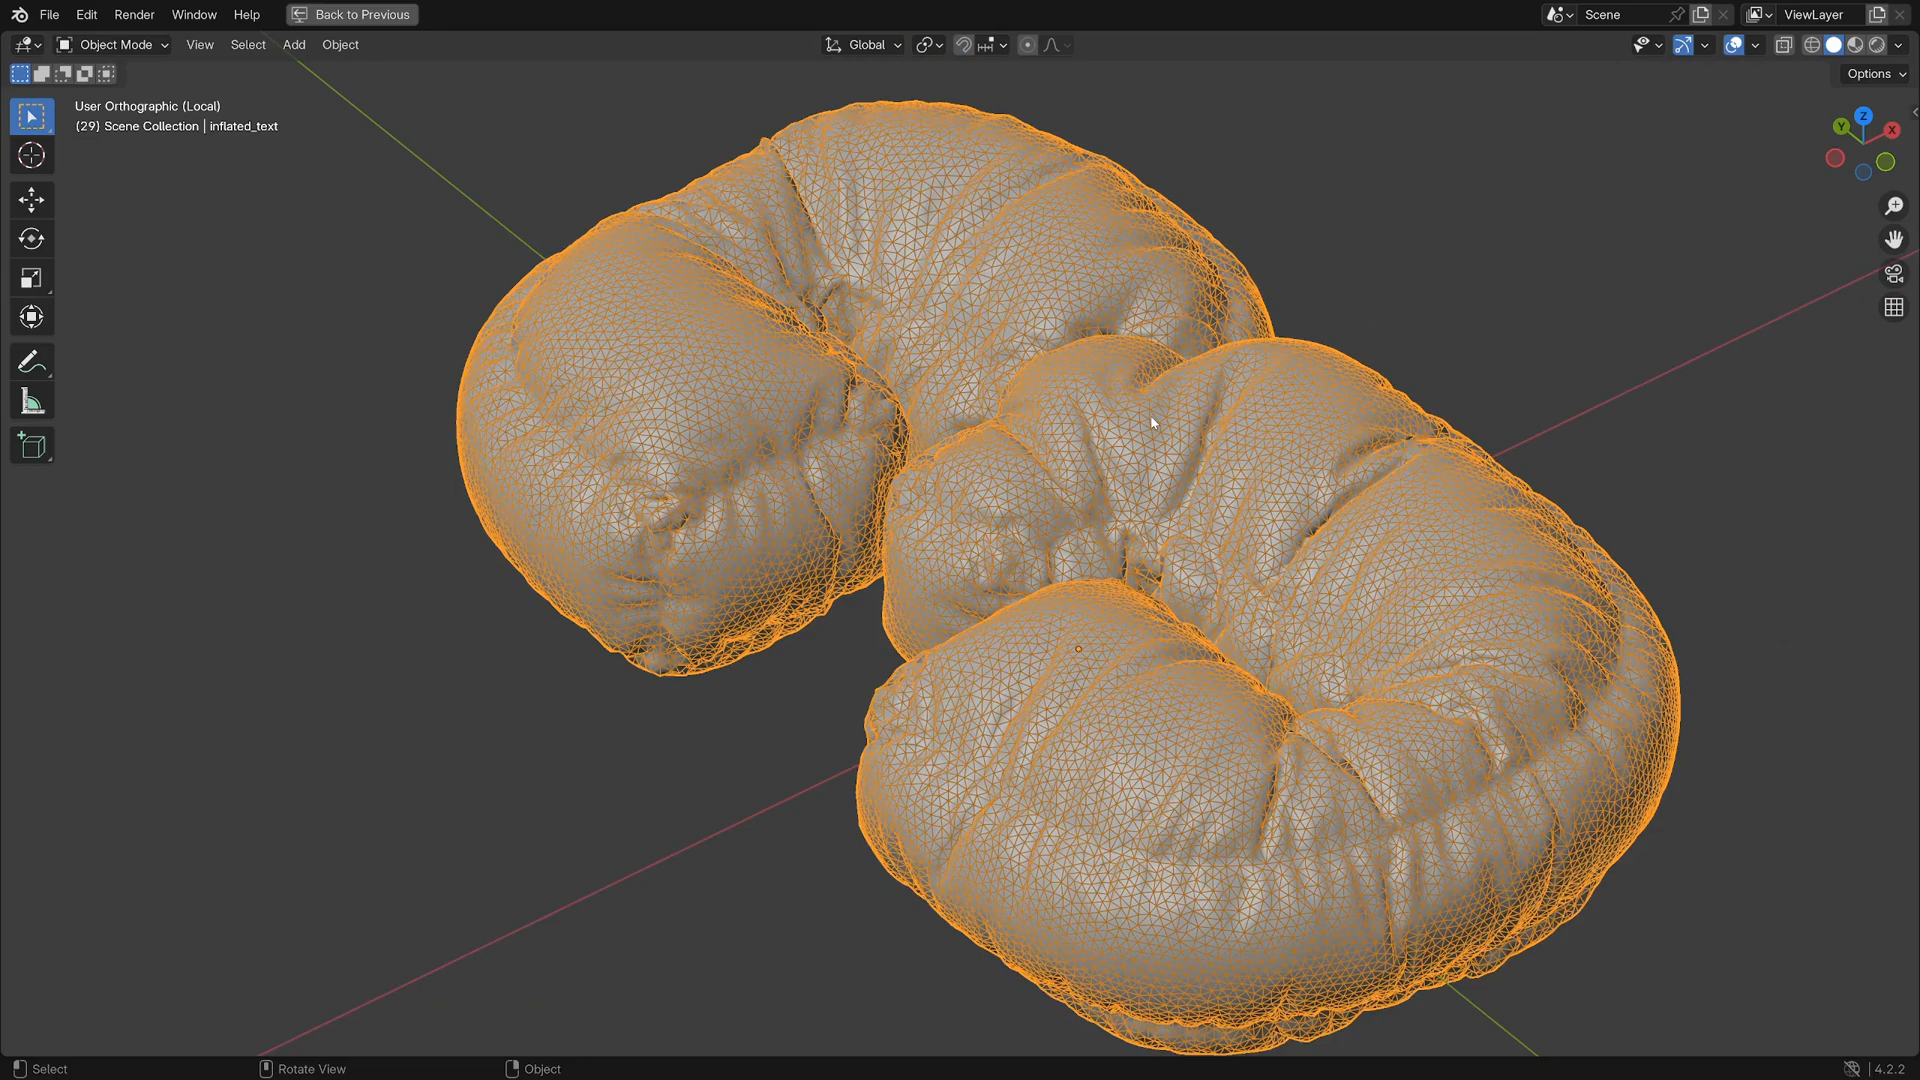 File Edit Render Window Help Back to Previous Scene ViewLayer
Object Mode View Select Add Object Global
Options
User Orthographic (Local)
(29) Scene Collection | inflated_text
Z
Y
X
Select Rotate View Object 4.2.2